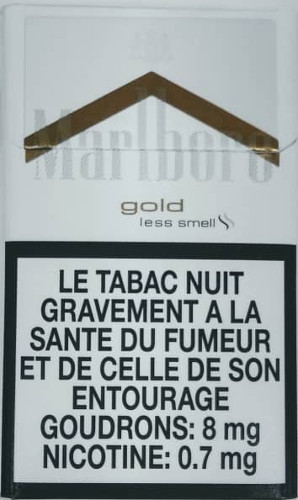 Marlboro
gold
less smell
LE TABAC NUIT
GRAVEMENT A LA
SANTE DU FUMEUR
ET DE CELLE DE SON
ENTOURAGE
GOUDRONS: 8 mg
NICOTINE: 0.7 mg